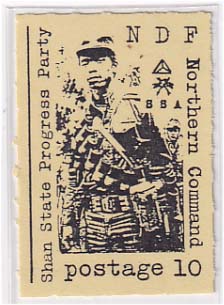 Shan State Progress Party
N D F
S S A
Northern Command
postage 10